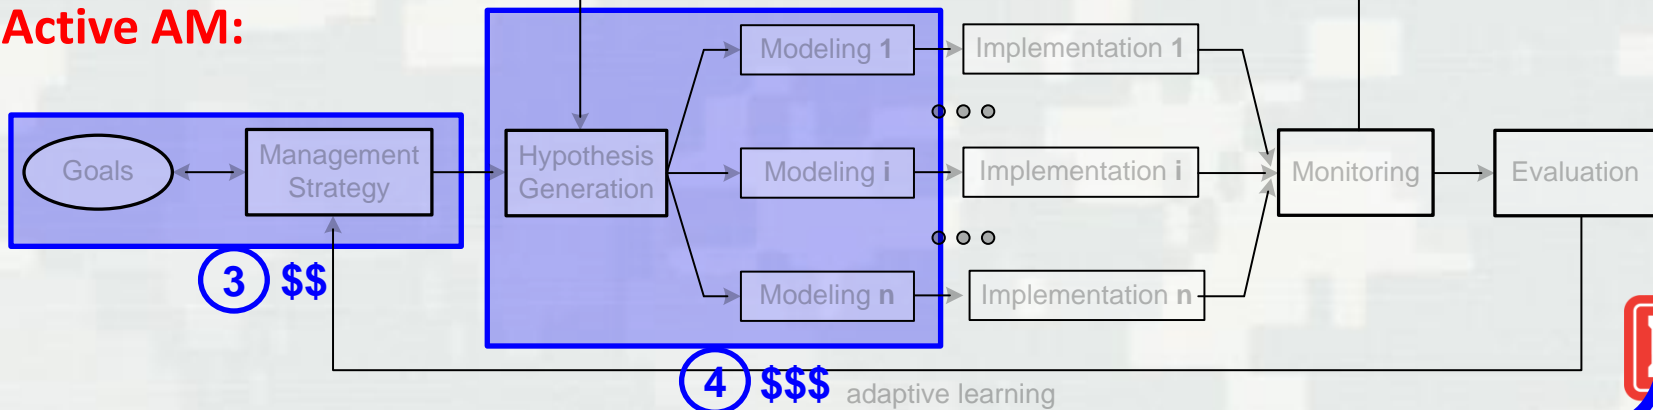 Active AM:
Modeling 1
Implementation 1
Goals
Management
Strategy
Hypothesis
Generation
Modeling i
Implementation i
Monitoring
Evaluation
3 $$
Modeling n
Implementation n
4 $$$ adaptive learning